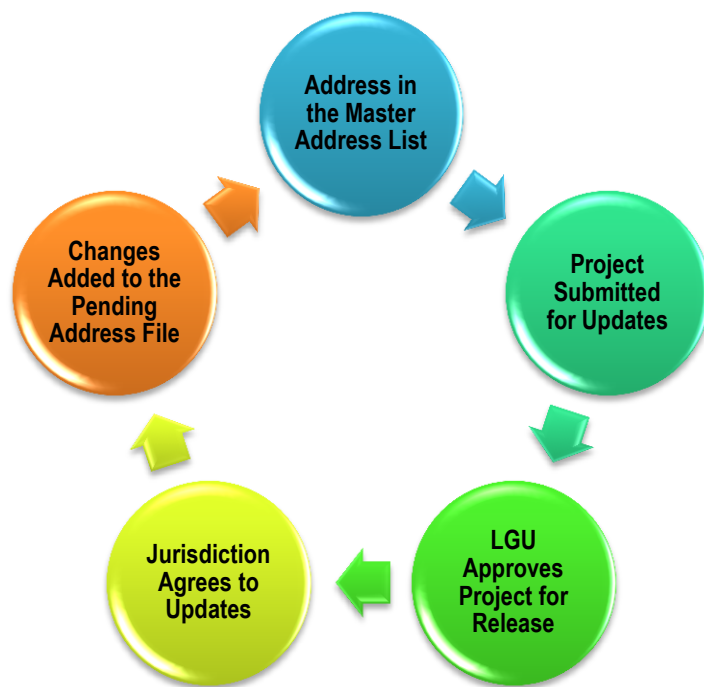 Address in
the Master
Address List
Project
Submitted
for Updates
LGU
Approves
Project for
Release
Jurisdiction
Agrees to
Updates
Changes
Added to the
Pending
Address File